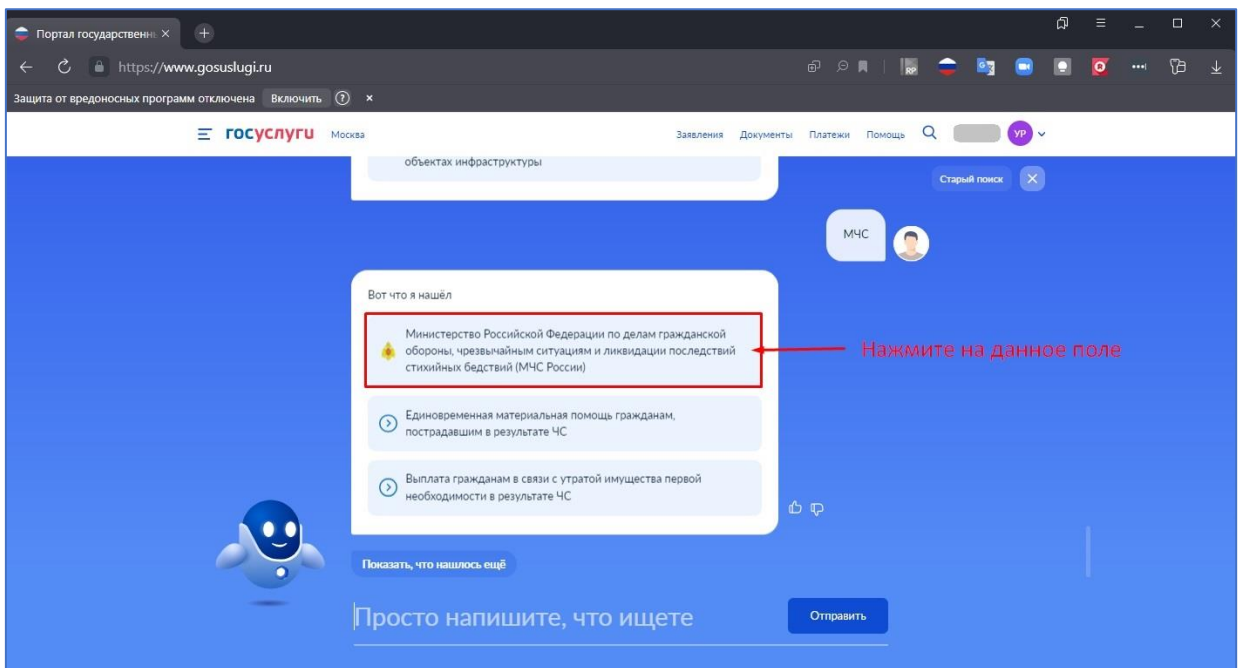 Портал государственн
https://www.gosuslugi.ru
RP
Защита от вредоносных программ отключена Включить
госуслуги Москва Заявления Документы Платежи Помощь УР
объектах инфраструктуры
Старый поиск
МЧС
Вот что я нашёл
Министерство Российской Федерации по делам гражданской
обороны, чрезвычайным ситуациям и ликвидации последствий
стихийных бедствий (МЧС России)
Нажмите на данное поле
Единовременная материальная помощь гражданам,
пострадавшим в результате ЧС
Выплата гражданам в связи с утратой имущества первой
необходимости в результате ЧС
Показать, что нашлось ещё
Просто напишите, что ищете
Отправить